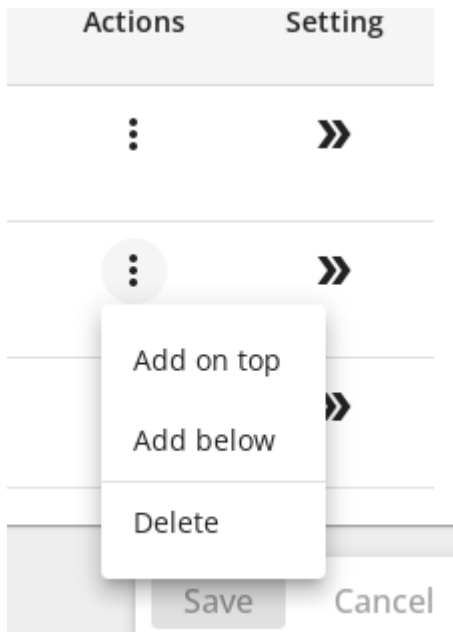 Actions Setting
Add on top
Add below
Delete
Save Cancel